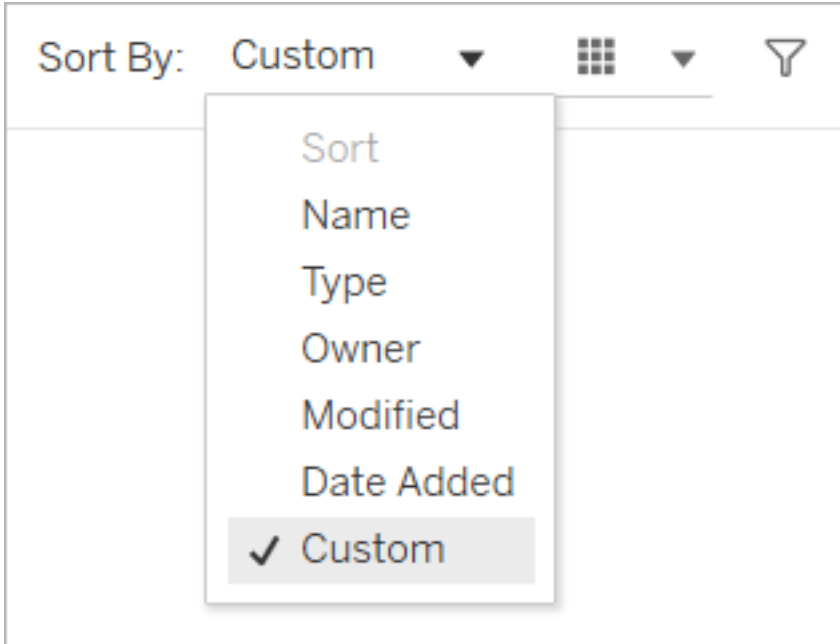 Sort By: Custom
Sort
Name
Type
Owner
Modified
Date Added
Custom